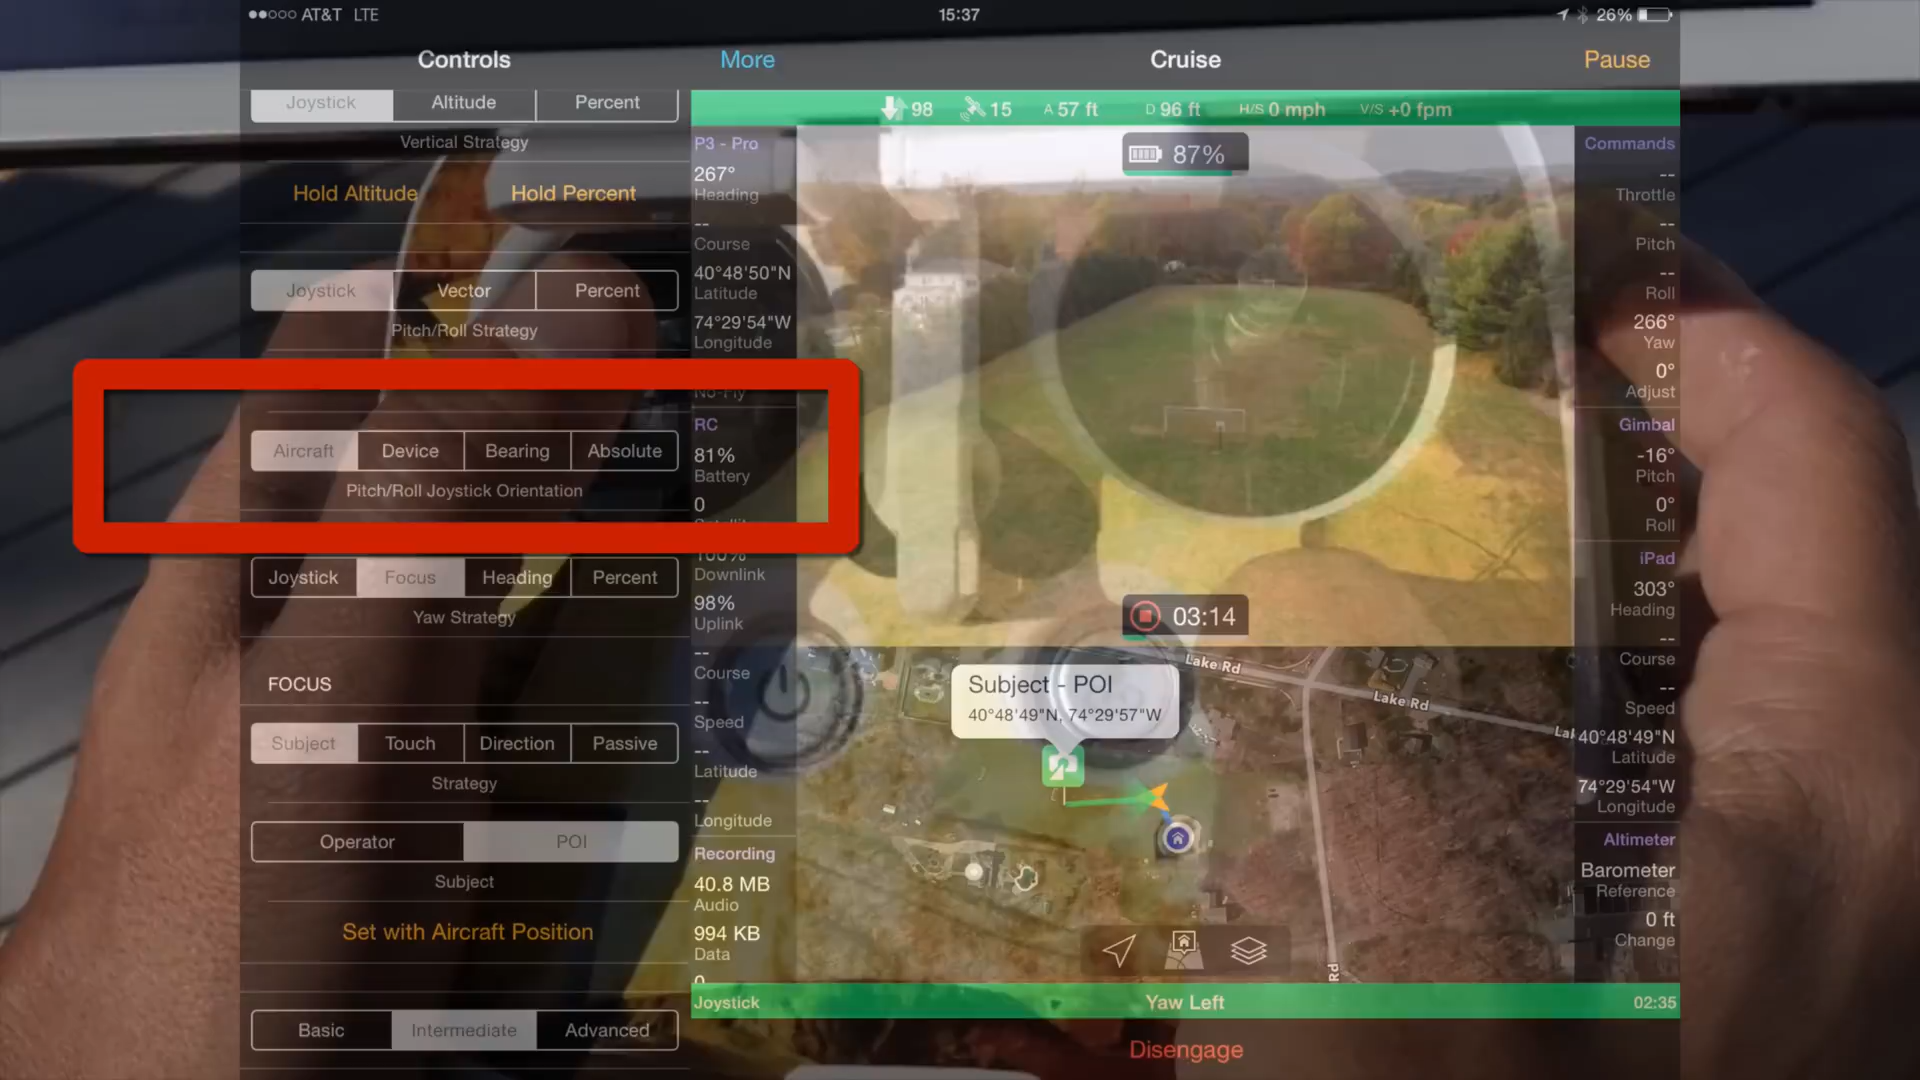 AT&T LTE
15:37
26%
Controls
More
Cruise
Pause
Joystick Altitude Percent
Vertical Strategy
Hold Altitude Hold Percent
Joystick Vector Percent
Pitch/Roll Strategy
Aircraft Device Bearing Absolute
Pitch/Roll Joystick Orientation
Joystick Focus Heading Percent
Yaw Strategy
FOCUS
Subject Touch Direction Passive
Strategy
Operator POI
Subject
Set with Aircraft Position
Basic Intermediate Advanced
98 15 A 57 ft D 96 ft H/S 0 mph V/S +0 fpm
P3 - Pro
267°
Heading
--
Course
40°48'50"N
Latitude
74°29'54"W
Longitude
No-Fly
RC
81%
Battery
0
100%
Downlink
98%
Uplink
--
Course
--
Speed
--
Latitude
--
Longitude
Recording
40.8 MB
Audio
994 KB
Data
0
87%
03:14
Lake Rd
Lake Rd
Subject - POI
40°48'49"N, 74°29'57"W
Rd
Commands
--
Throttle
--
Pitch
--
Roll
266°
Yaw
0°
Adjust
Gimbal
-16°
Pitch
0°
Roll
iPad
303°
Heading
--
Course
--
Speed
40°48'49"N
Latitude
74°29'54"W
Longitude
Altimeter
Barometer
Reference
0 ft
Change
Joystick
Yaw Left
02:35
Disengage